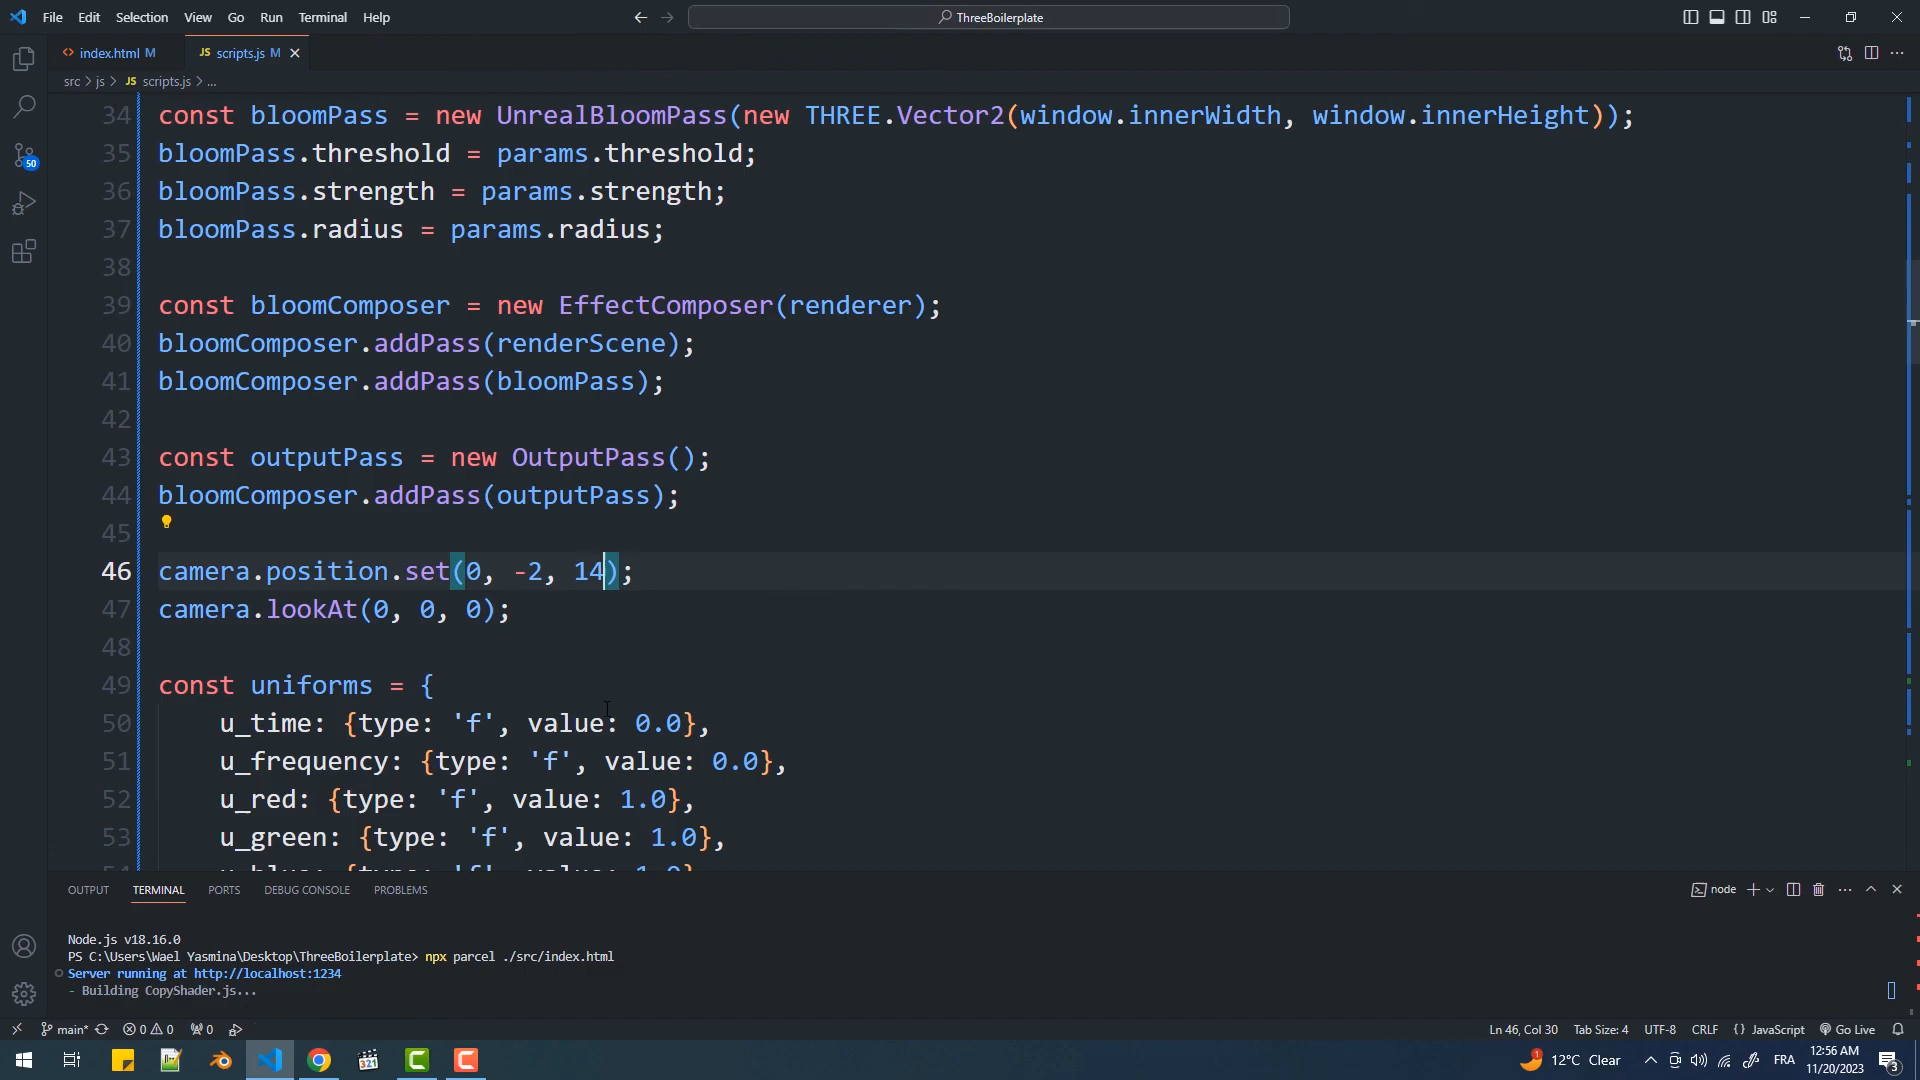 File Edit Selection View Go Run Terminal Help
ThreeBoilerplate
index.html M
JS scripts.js M
src > js > JS scripts.js > ...
34 const bloomPass = new UnrealBloomPass(new THREE.Vector2(window.innerWidth, window.innerHeight));
35 bloomPass.threshold = params.threshold;
36 bloomPass.strength = params.strength;
37 bloomPass.radius = params.radius;
38
39 const bloomComposer = new EffectComposer(renderer);
40 bloomComposer.addPass(renderScene);
41 bloomComposer.addPass(bloomPass);
42
43 const outputPass = new OutputPass();
44 bloomComposer.addPass(outputPass);
45
46 camera.position.set(0, -2, 14);
47 camera.lookAt(0, 0, 0);
48
49 const uniforms = {
50 u_time: {type: 'f', value: 0.0},
51 u_frequency: {type: 'f', value: 0.0},
52 u_red: {type: 'f', value: 1.0},
53 u_green: {type: 'f', value: 1.0},
50
OUTPUT TERMINAL PORTS DEBUG CONSOLE PROBLEMS
node
Node.js v18.16.0
PS C:\Users\Wael Yasmina\Desktop\ThreeBoilerplate> npx parcel ./src/index.html
Server running at http://localhost:1234
- Building CopyShader.js...
main* 0 0 0
Ln 46, Col 30 Tab Size: 4 UTF-8 CRLF {} JavaScript Go Live
321
1 12°C Clear
FRA
12:56 AM
11/20/2023
3